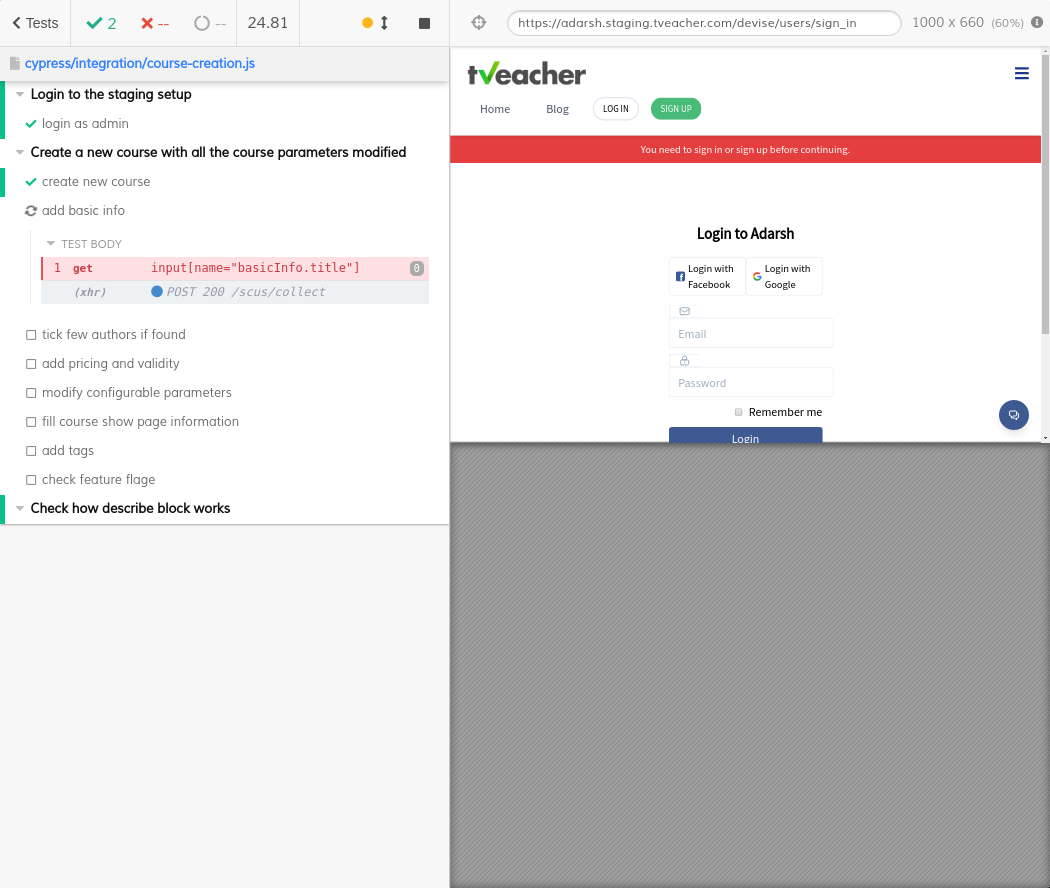 Tests
2
--
--
24.81
https://adarsh.staging.tveacher.com/devise/users/sign_in
1000 x 660 (60%)
cypress/integration/course-creation.js
Login to the staging setup
login as admin
Create a new course with all the course parameters modified
create new course
add basic info
TEST BODY
1 get input[name="basicInfo.title"] 0
(xhr) POST 200 /scus/collect
tick few authors if found
add pricing and validity
modify configurable parameters
fill course show page information
add tags
check feature flage
Check how describe block works
tveacher
Home Blog LOG IN SIGN UP
You need to sign in or sign up before continuing.
Login to Adarsh
Login with Facebook
Login with Google
Email
Password
Remember me
Login